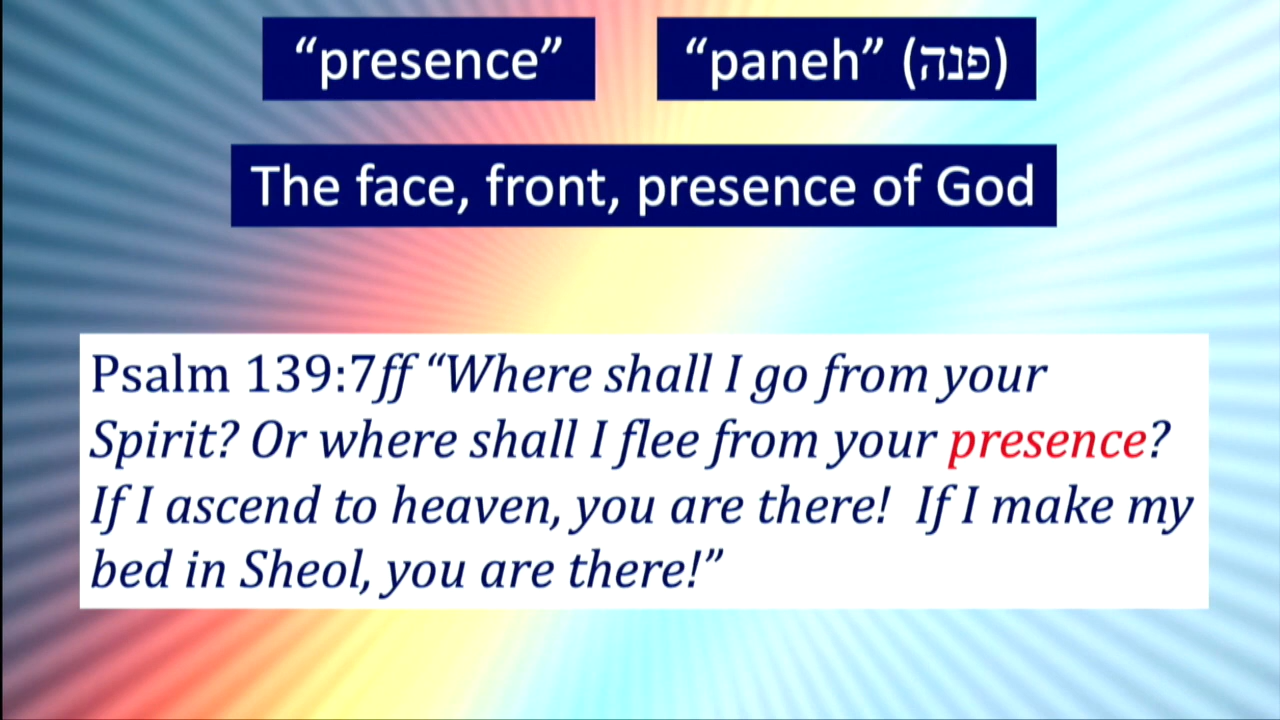 “presence”
“paneh” (פנה)
The face, front, presence of God
Psalm 139:7ff “Where shall I go from your
Spirit? Or where shall I flee from your presence?
If I ascend to heaven, you are there!  If I make my
bed in Sheol, you are there!”